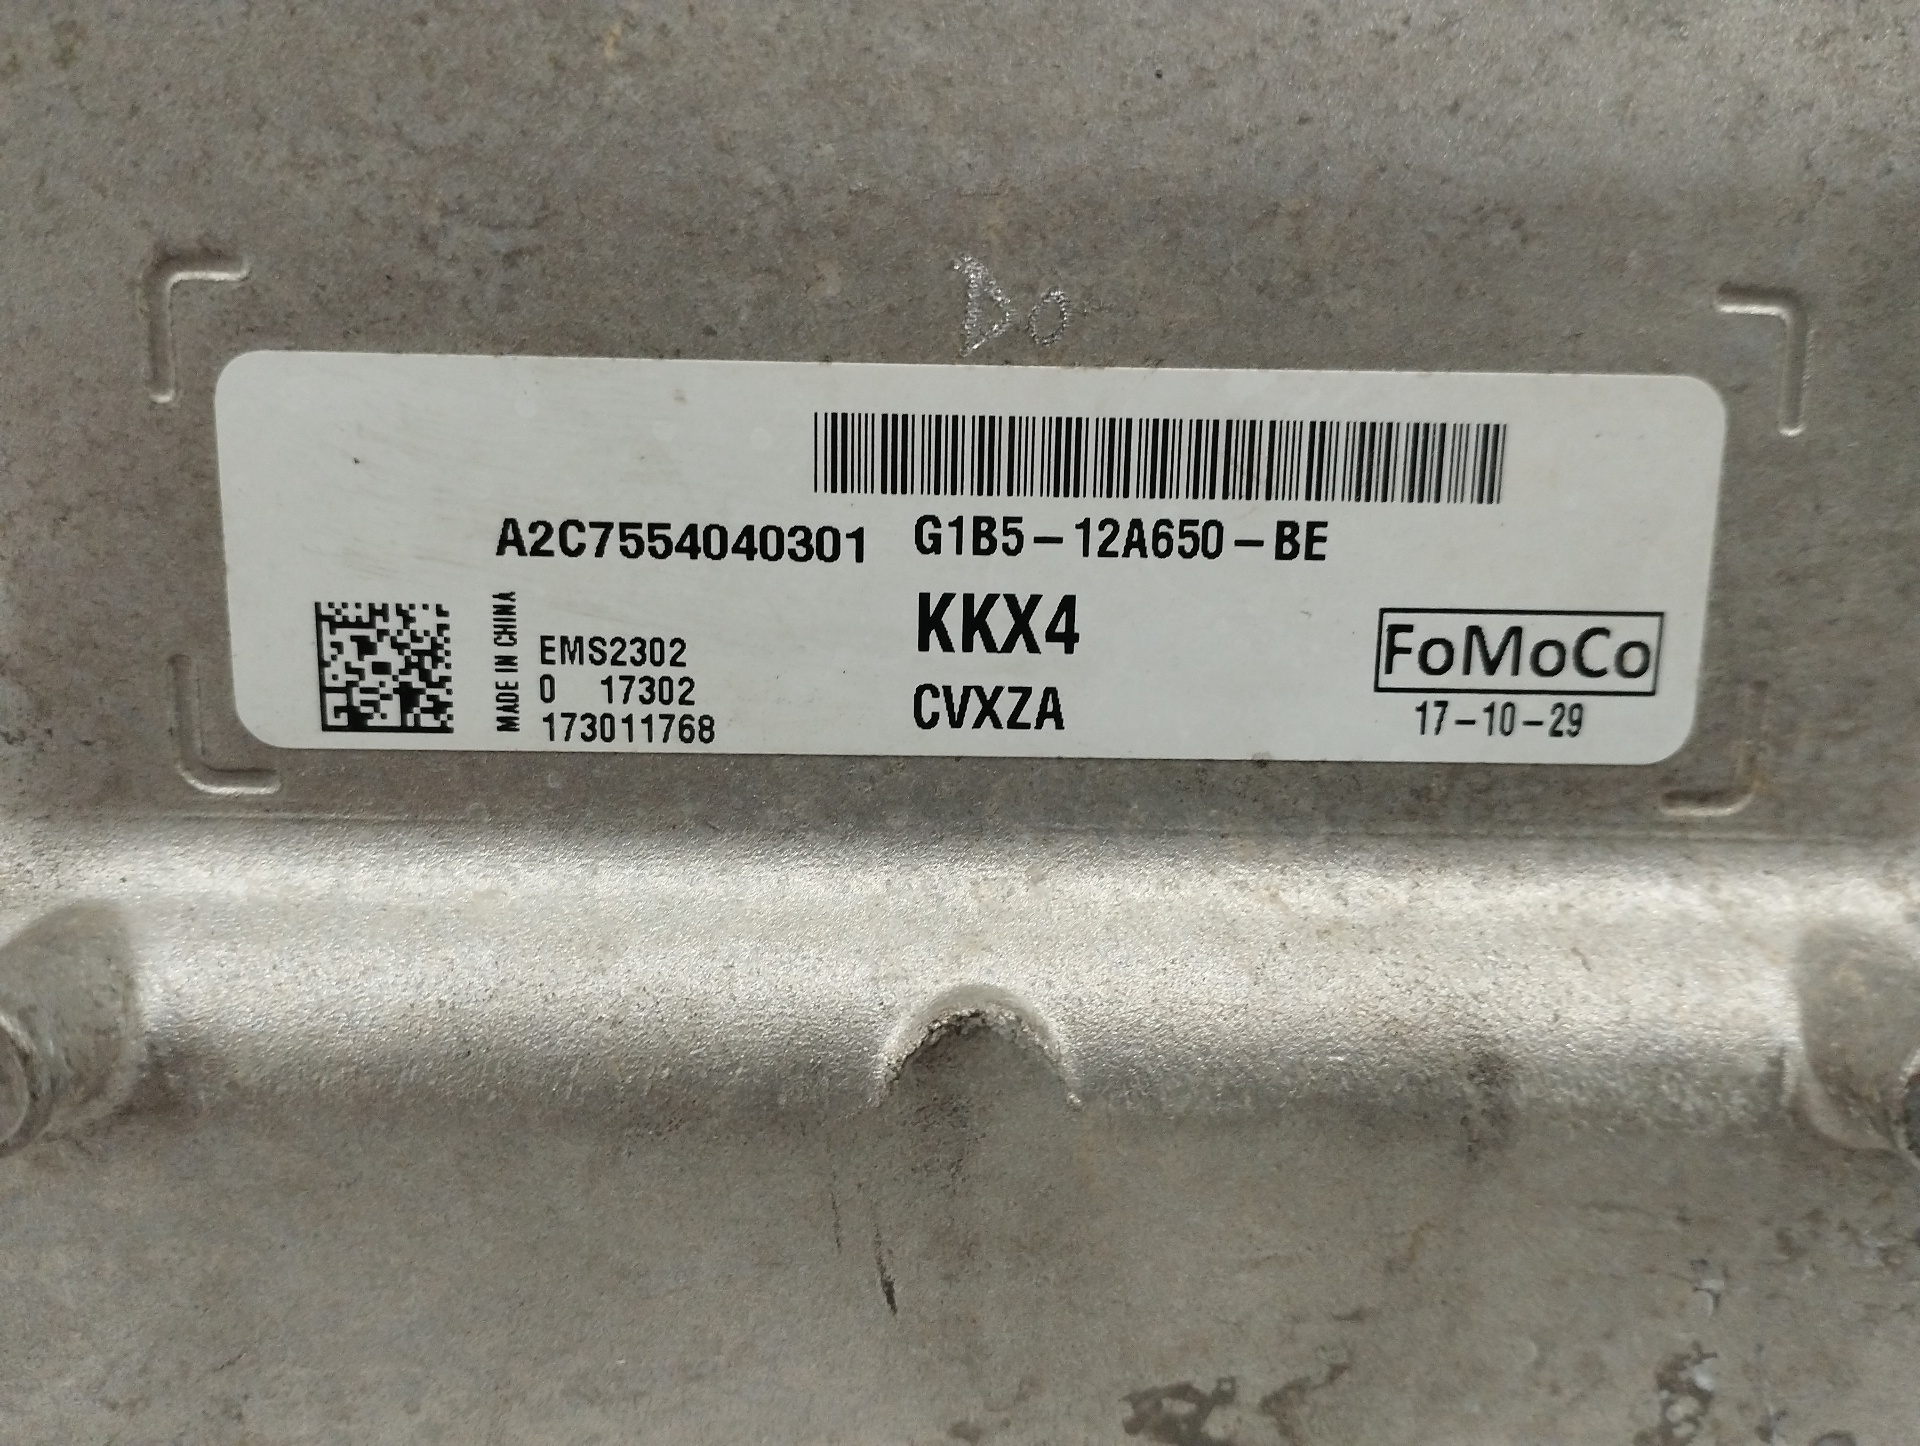 Do
A2C7554040301 G1B5-12A650-BE
MADE IN CHINA
EMS2302
0 17302
173011768
KKX4
CVXZA
FoMoCo
17-10-29